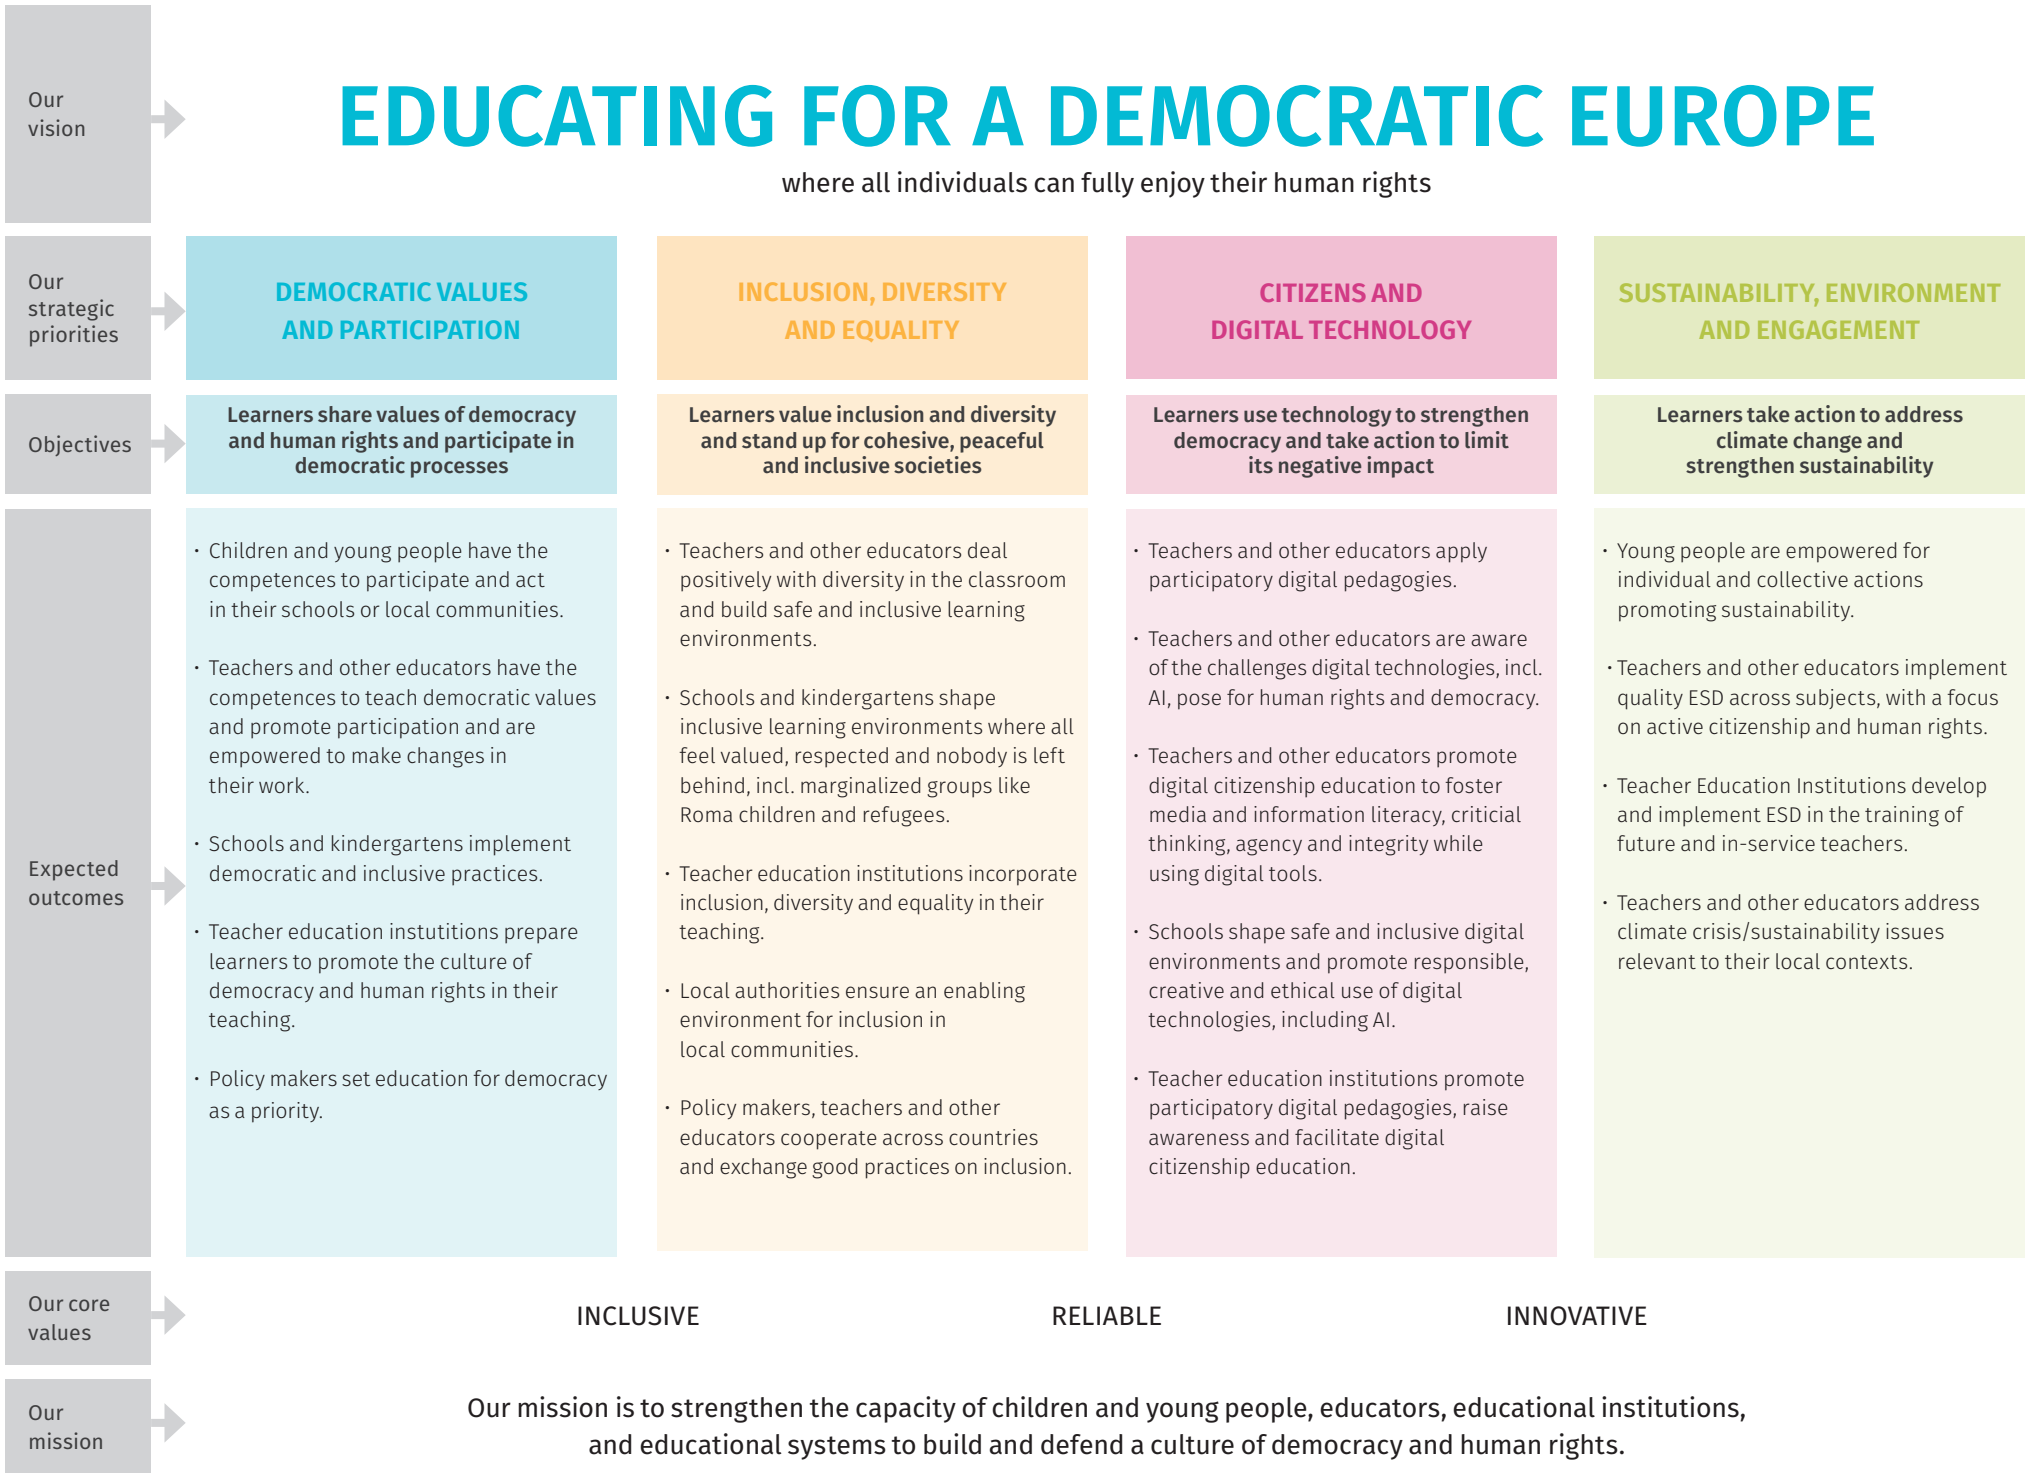 Our
vision
EDUCATING FOR A DEMOCRATIC EUROPE
where all individuals can fully enjoy their human rights
Our
strategic
priorities
DEMOCRATIC VALUES
AND PARTICIPATION
INCLUSION, DIVERSITY
AND EQUALITY
CITIZENS AND
DIGITAL TECHNOLOGY
SUSTAINABILITY, ENVIRONMENT
AND ENGAGEMENT
Objectives
Learners share values of democracy
and human rights and participate in
democratic processes
Learners value inclusion and diversity
and stand up for cohesive, peaceful
and inclusive societies
Learners use technology to strengthen
democracy and take action to limit
its negative impact
Learners take action to address
climate change and
strengthen sustainability
Expected
outcomes
· Children and young people have the
competences to participate and act
in their schools or local communities.
· Teachers and other educators have the
competences to teach democratic values
and promote participation and are
empowered to make changes in
their work.
· Schools and kindergartens implement
democratic and inclusive practices.
· Teacher education instutitions prepare
learners to promote the culture of
democracy and human rights in their
teaching.
· Policy makers set education for democracy
as a priority.
· Teachers and other educators deal
positively with diversity in the classroom
and build safe and inclusive learning
environments.
· Schools and kindergartens shape
inclusive learning environments where all
feel valued, respected and nobody is left
behind, incl. marginalized groups like
Roma children and refugees.
· Teacher education institutions incorporate
inclusion, diversity and equality in their
teaching.
· Local authorities ensure an enabling
environment for inclusion in
local communities.
· Policy makers, teachers and other
educators cooperate across countries
and exchange good practices on inclusion.
· Teachers and other educators apply
participatory digital pedagogies.
· Teachers and other educators are aware
of the challenges digital technologies, incl.
AI, pose for human rights and democracy.
· Teachers and other educators promote
digital citizenship education to foster
media and information literacy, criticial
thinking, agency and integrity while
using digital tools.
· Schools shape safe and inclusive digital
environments and promote responsible,
creative and ethical use of digital
technologies, including AI.
· Teacher education institutions promote
participatory digital pedagogies, raise
awareness and facilitate digital
citizenship education.
· Young people are empowered for
individual and collective actions
promoting sustainability.
· Teachers and other educators implement
quality ESD across subjects, with a focus
on active citizenship and human rights.
· Teacher Education Institutions develop
and implement ESD in the training of
future and in-service teachers.
· Teachers and other educators address
climate crisis/sustainability issues
relevant to their local contexts.
Our core
values
INCLUSIVE
RELIABLE
INNOVATIVE
Our
mission
Our mission is to strengthen the capacity of children and young people, educators, educational institutions,
and educational systems to build and defend a culture of democracy and human rights.